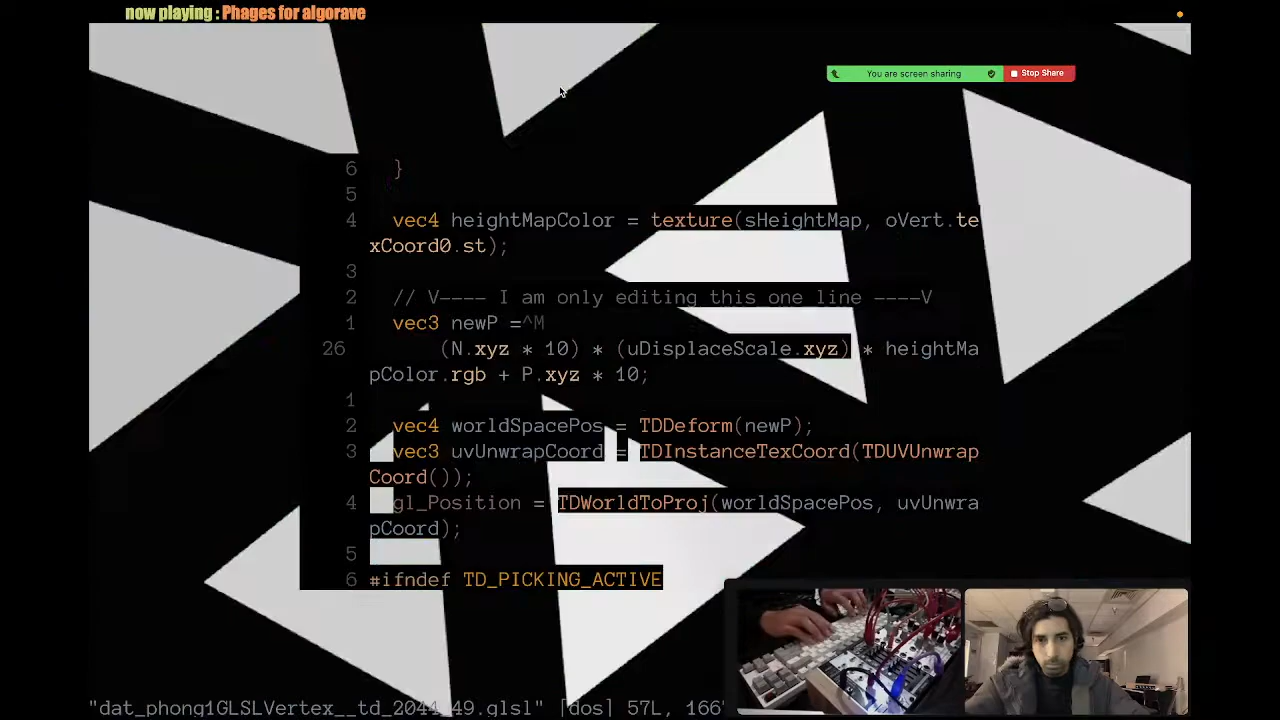 now playing : Phages for algorave
You are screen sharing
Stop Share
6 }
5
4 vec4 heightMapColor = texture(sHeightMap, oVert.te
xCoord0.st);
3
2 // V---- I am only editing this one line ----V
1 vec3 newP =^M
26 (N.xyz * 10) * (uDisplaceScale.xyz) * heightMa
pColor.rgb + P.xyz * 10;
1
2 vec4 worldSpacePos = TDDeform(newP);
3 vec3 uvUnwrapCoord = TDInstanceTexCoord(TDUVUnwrap
Coord());
4 gl_Position = TDWorldToProj(worldSpacePos, uvUnwra
pCoord);
5
6 #ifndef TD_PICKING_ACTIVE
"dat_phong1GLSLVertex__td_2044_49.glsl" [dos] 57L, 166